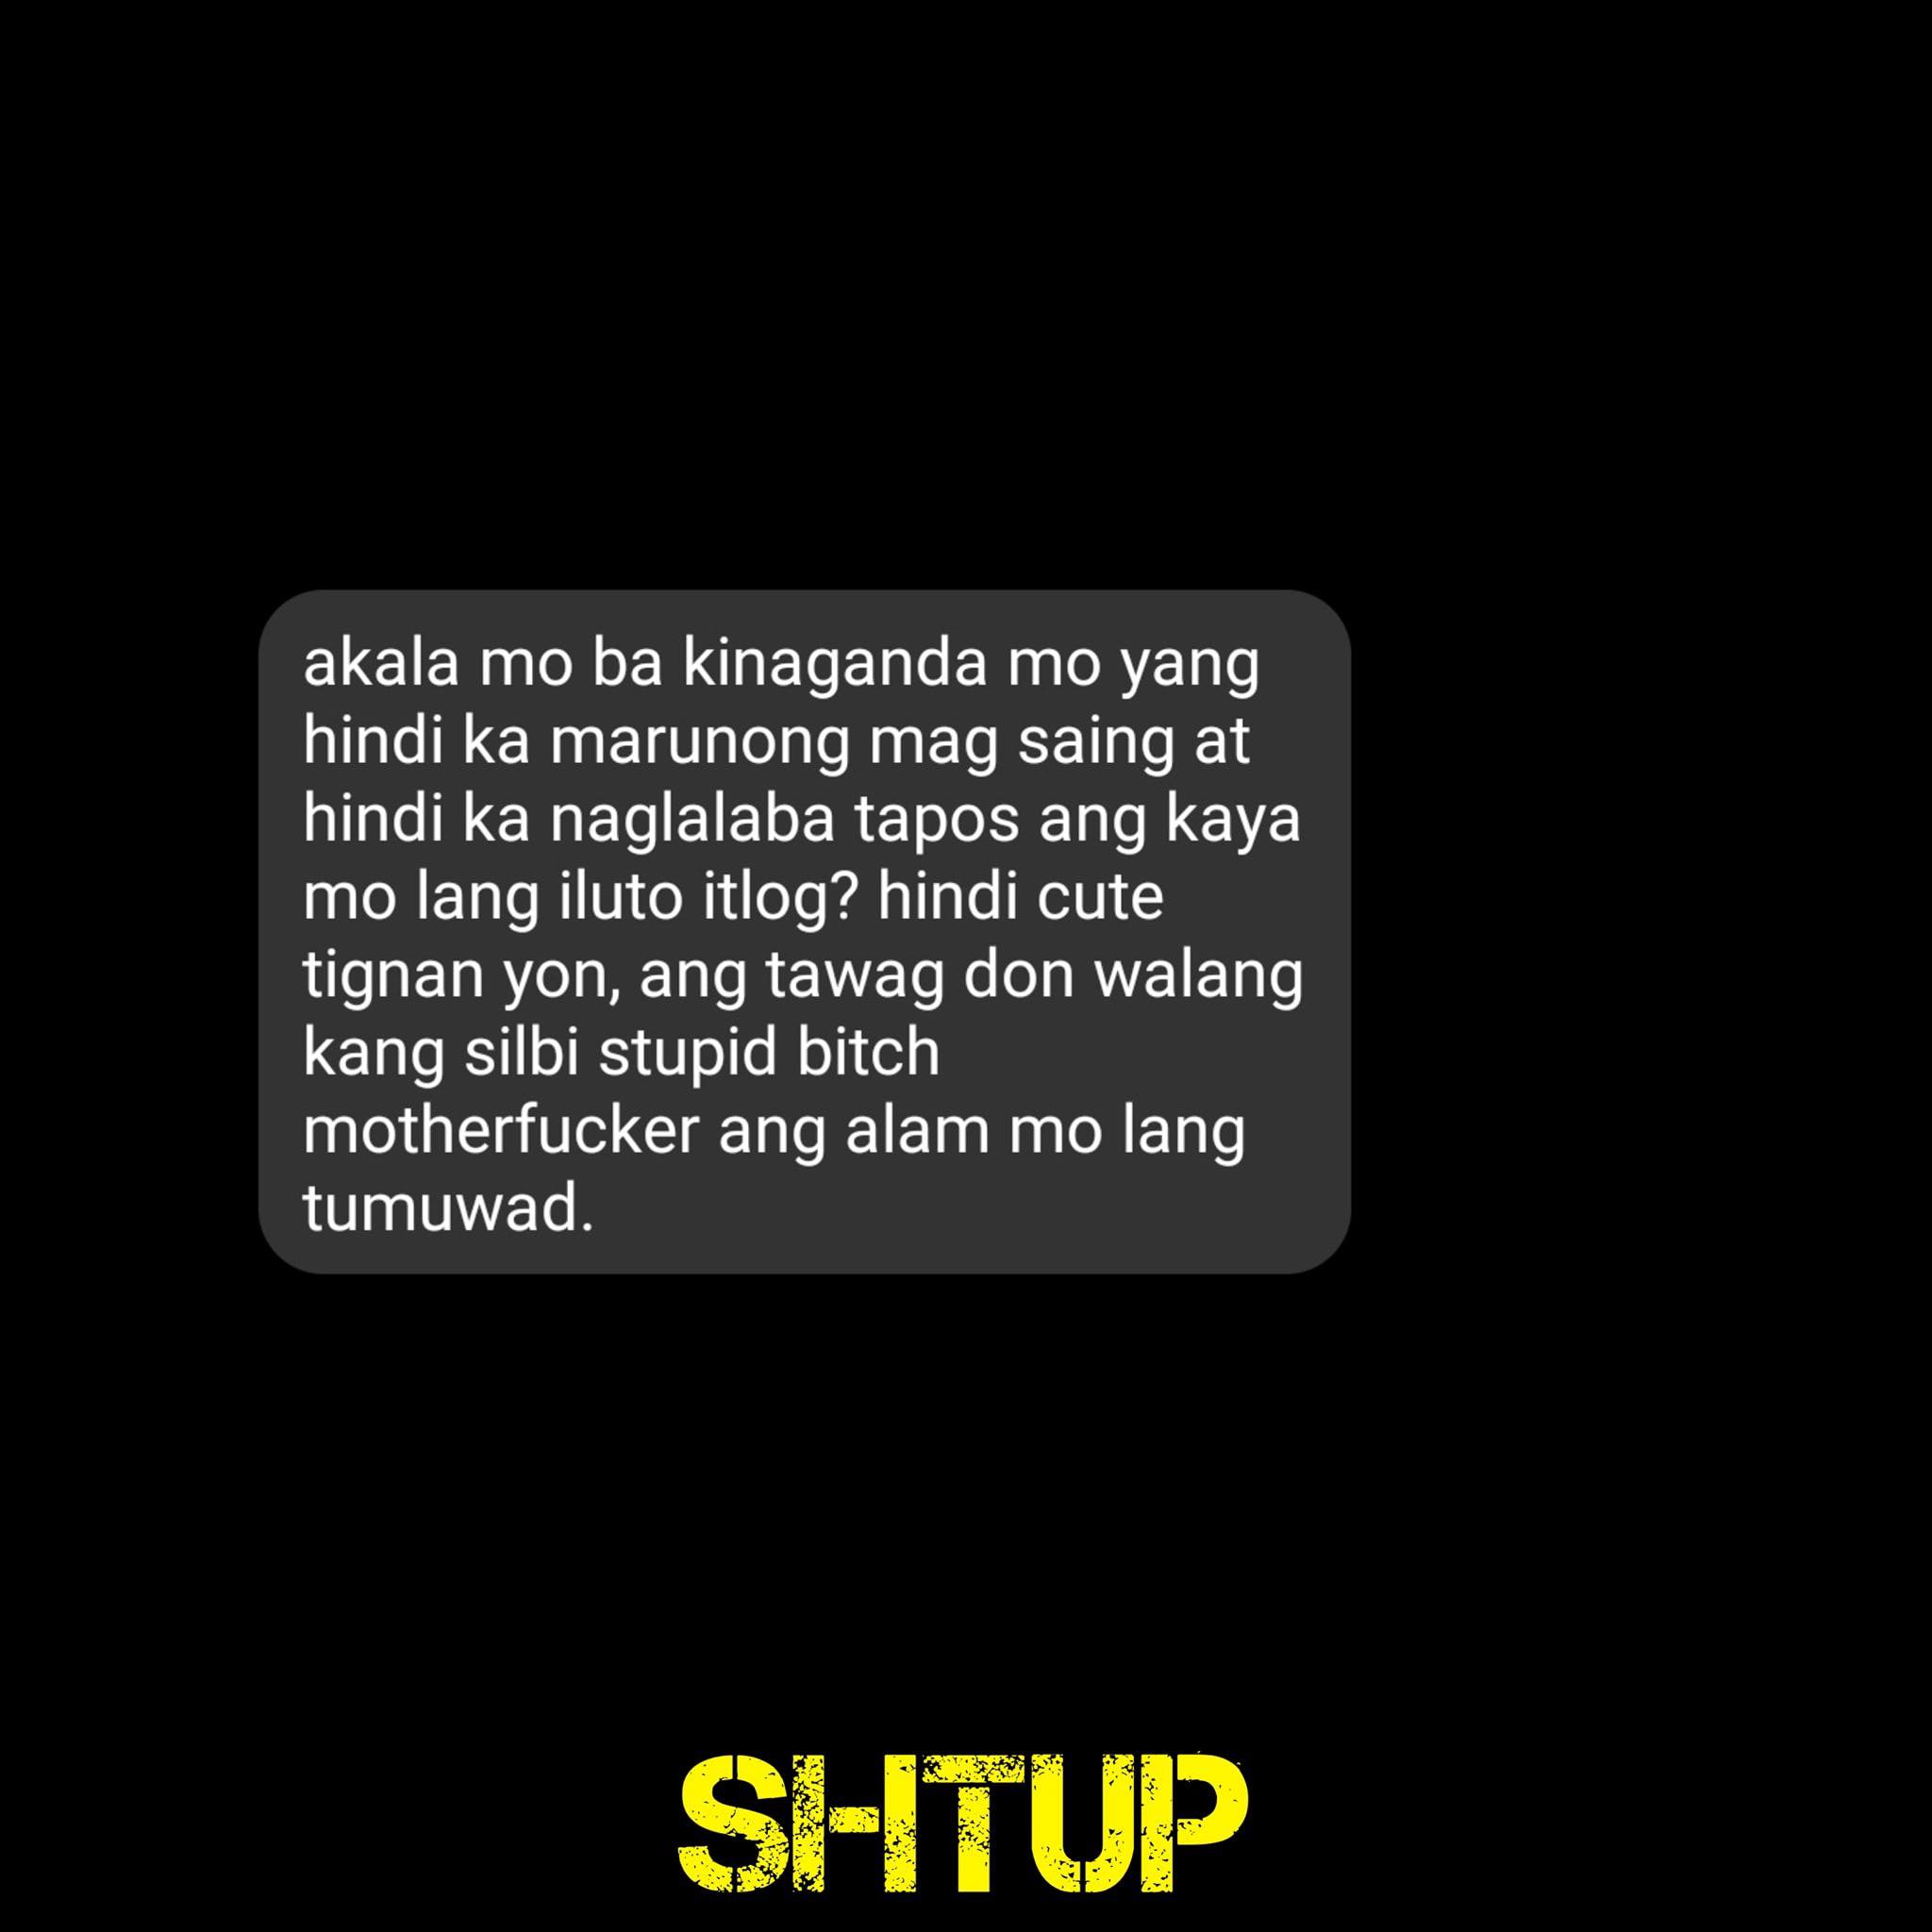 akala mo ba kinaganda mo yang
hindi ka marunong mag saing at
hindi ka naglalaba tapos ang kaya
mo lang iluto itlog? hindi cute
tignan yon, ang tawag don walang
kang silbi stupid bitch
motherfucker ang alam mo lang
tumuwad.
SHTUP